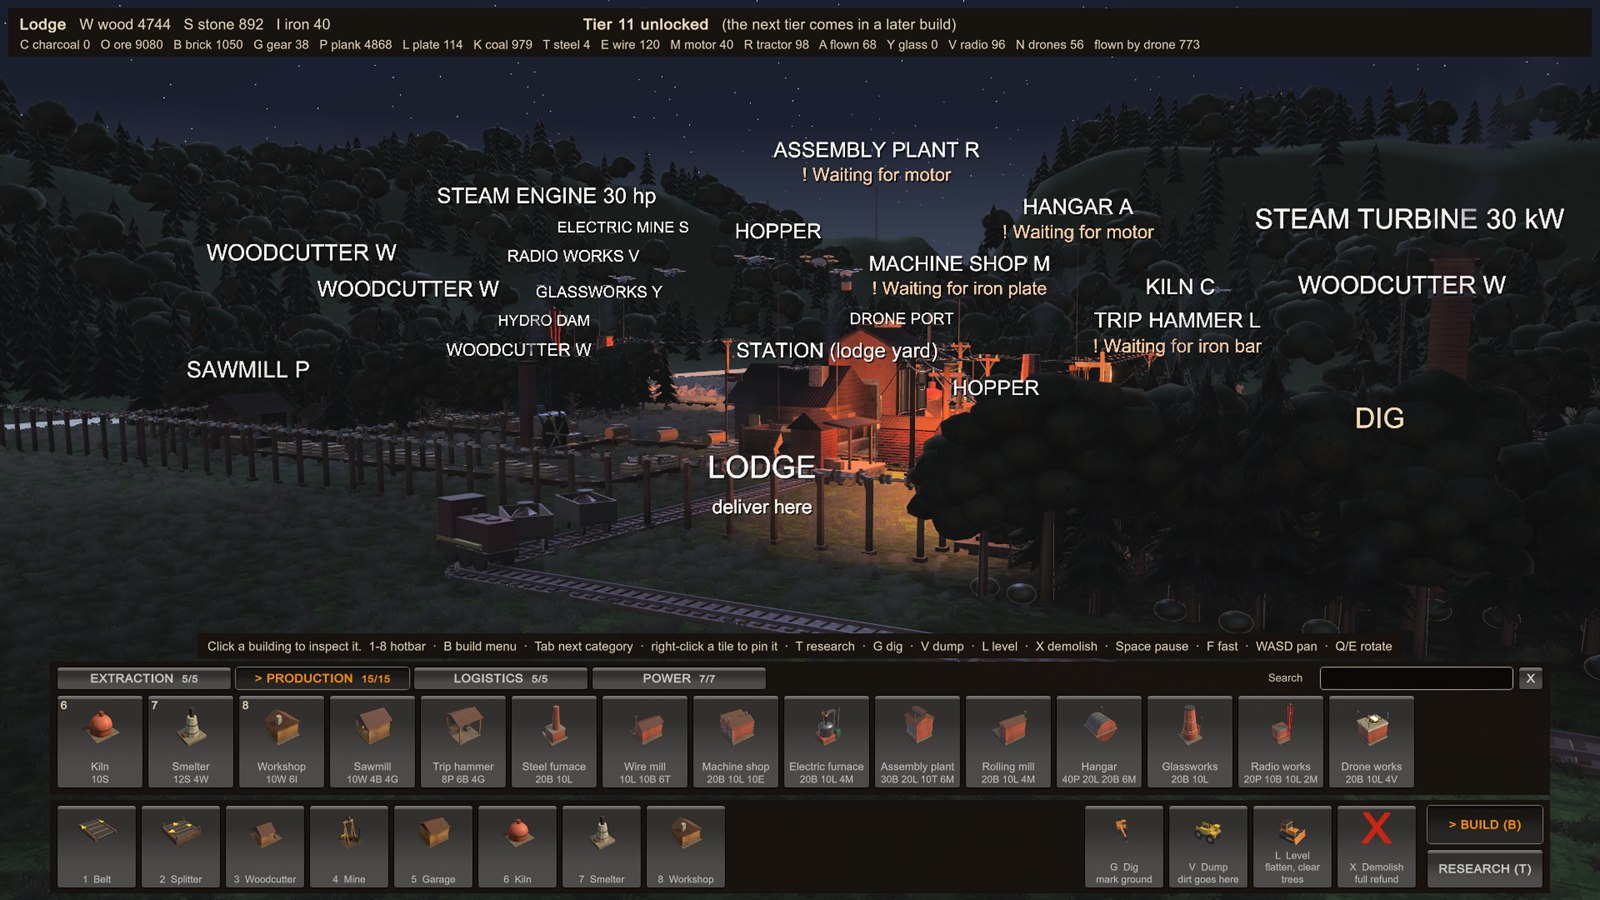 Lodge W wood 4744 S stone 892 I iron 40
Tier 11 unlocked (the next tier comes in a later build)
C charcoal 0 O ore 9080 B brick 1050 G gear 38 P plank 4868 L plate 114 K coal 979 T steel 4 E wire 120 M motor 40 R tractor 98 A flown 68 Y glass 0 V radio 96 N drones 56 flown by drone 773
ASSEMBLY PLANT R
! Waiting for motor
STEAM ENGINE 30 hp
HANGAR A
! Waiting for motor
STEAM TURBINE 30 kW
ELECTRIC MINE S
HOPPER
WOODCUTTER W
RADIO WORKS V
MACHINE SHOP M
! Waiting for iron plate
WOODCUTTER W
GLASSWORKS Y
KILN C
WOODCUTTER W
HYDRO DAM
DRONE PORT
TRIP HAMMER L
! Waiting for iron bar
WOODCUTTER W
STATION (lodge yard)
SAWMILL P
HOPPER
DIG
LODGE
deliver here
Click a building to inspect it. 1-8 hotbar · B build menu · Tab next category · right-click a tile to pin it · T research · G dig · V dump · L level · X demolish · Space pause · F fast · WASD pan · Q/E rotate
EXTRACTION 5/5
> PRODUCTION 15/15
LOGISTICS 5/5
POWER 7/7
Search
X
6
Kiln
10S
7
Smelter
12S 4W
8
Workshop
10W 6I
Sawmill
10W 4B 4G
Trip hammer
8P 6B 4G
Steel furnace
20B 10L
Wire mill
10L 10B 6T
Machine shop
20B 10L 10E
Electric furnace
20B 10L 4M
Assembly plant
30B 20L 10T 6M
Rolling mill
20B 10L 4M
Hangar
40P 20L 20B 6M
Glassworks
20B 10L
Radio works
20P 10B 10L 2M
Drone works
20B 10L 4V
1 Belt
2 Splitter
3 Woodcutter
4 Mine
5 Garage
6 Kiln
7 Smelter
8 Workshop
G Dig
mark ground
V Dump
dirt goes here
L Level
flatten, clear
trees
X Demolish
full refund
> BUILD (B)
RESEARCH (T)